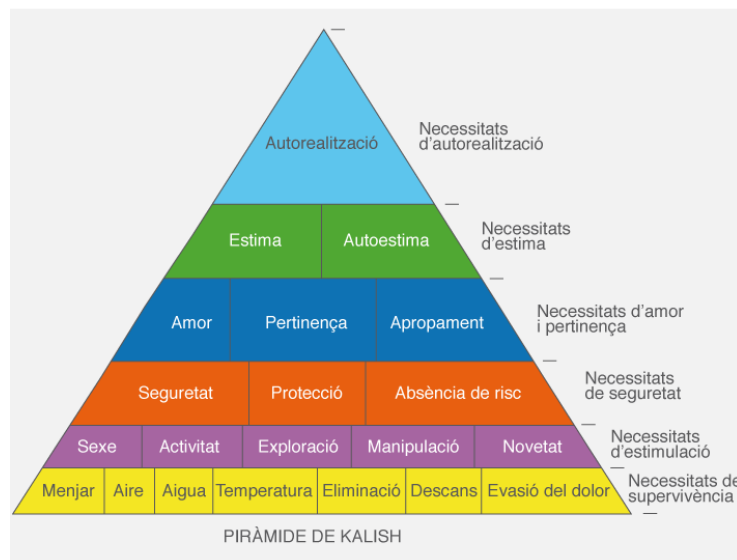 Autorealització
Necessitats
d'autorealització
Estima
Autoestima
Necessitats
d'estima
Amor
Pertinença
Apropament
Necessitats d'amor
i pertinença
Seguretat
Protecció
Absència de risc
Necessitats
de seguretat
Sexe
Activitat
Exploració
Manipulació
Novetat
Necessitats
d'estimulació
Menjar
Aire
Aigua
Temperatura
Eliminació
Descans
Evasió del dolor
Necessitats de
supervivència
PIRÀMIDE DE KALISH